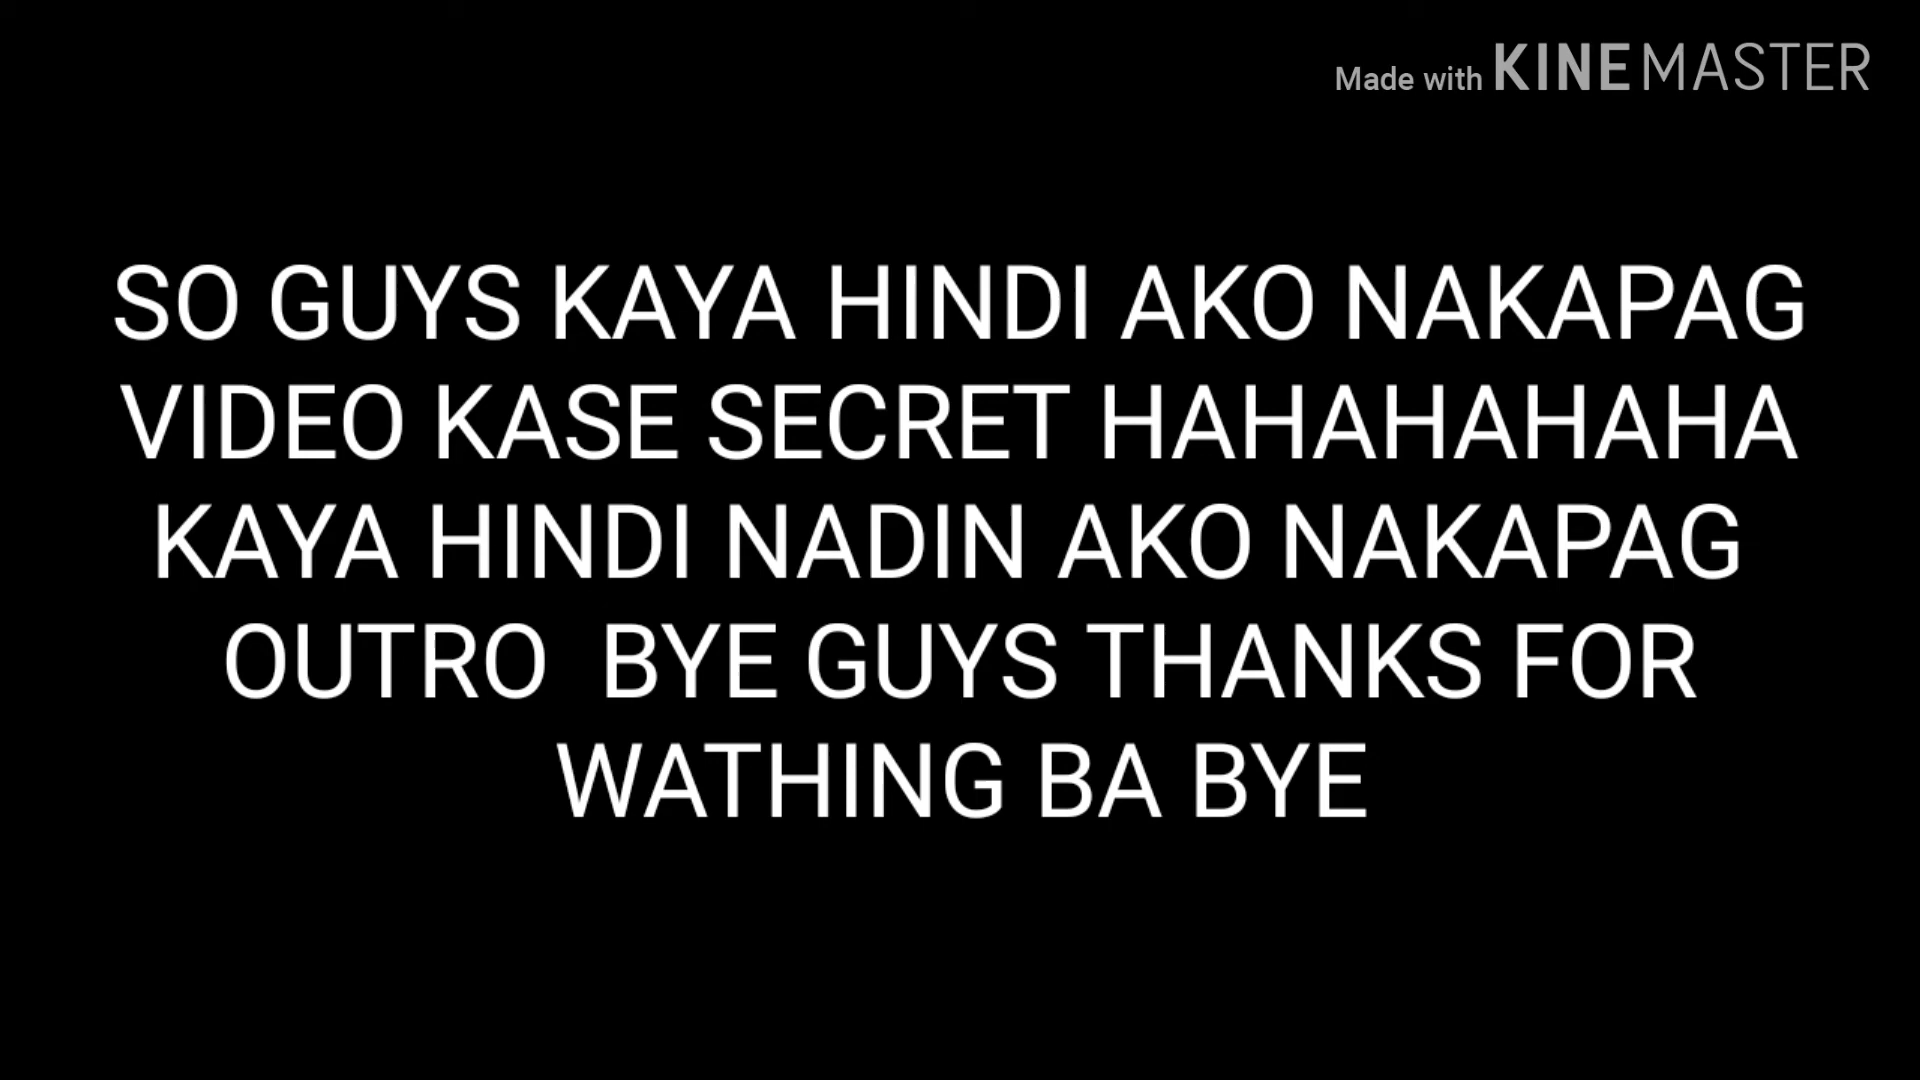 Made with KINEMASTER
SO GUYS KAYA HINDI AKO NAKAPAG
VIDEO KASE SECRET HAHAHAHAHA
KAYA HINDI NADIN AKO NAKAPAG
OUTRO  BYE GUYS THANKS FOR
WATHING BA BYE